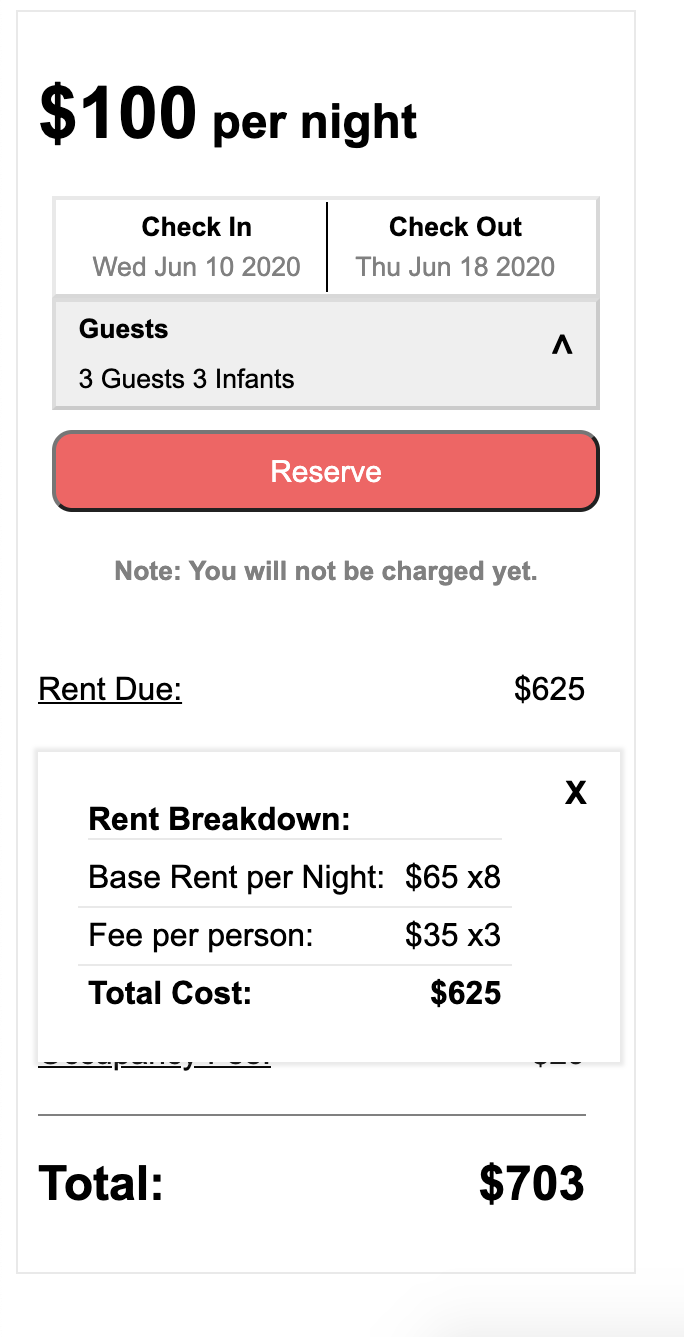 $100 per night
Check In
Check Out
Wed Jun 10 2020
Thu Jun 18 2020
Guests
3 Guests 3 Infants
^
Reserve
Note: You will not be charged yet.
Rent Due:
$625
X
Rent Breakdown:
Base Rent per Night: $65 x8
Fee per person: $35 x3
Total Cost: $625
Total: $703